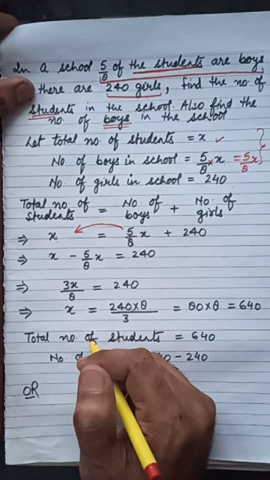 In a school 5/8 of the students are boys,
there are 240 girls, find the no of
students in the school. Also find the
no of boys in the school
Let total no of students = x
No. of boys in school = 5/8 x = 5/8 x
No of girls in school = 240
Total no. of students = No. of boys + No. of girls
⇒ x = 5/8 x + 240
⇒ x - 5/8 x = 240
⇒ 3x/8 = 240
⇒ x = 240×8/3 = 80×8 = 640
Total no. of students = 640
No of - 240
OR